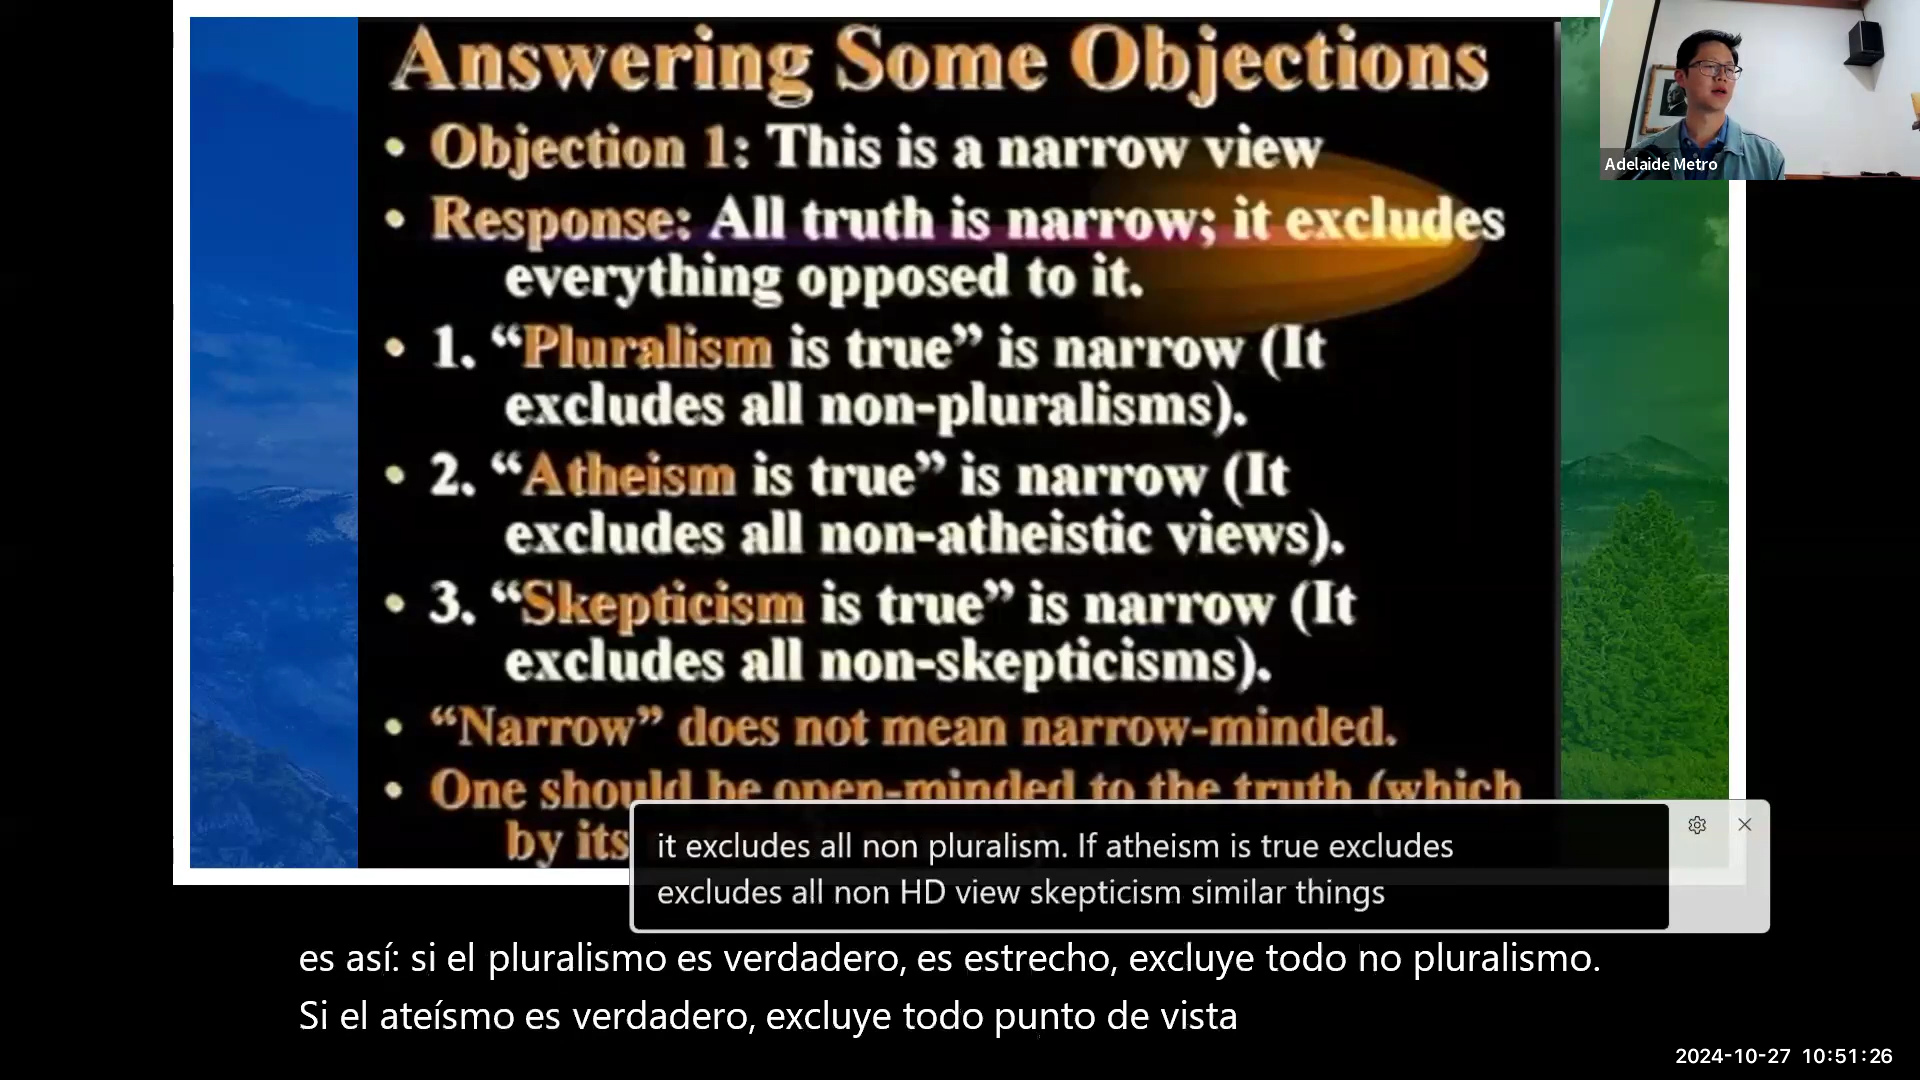 Answering Some Objections
• Objection 1: This is a narrow view
• Response: All truth is narrow; it excludes
everything opposed to it.
• 1. “Pluralism is true” is narrow (It
excludes all non-pluralisms).
• 2. “Atheism is true” is narrow (It
excludes all non-atheistic views).
• 3. “Skepticism is true” is narrow (It
excludes all non-skepticisms).
• “Narrow” does not mean narrow-minded.
• One should be open-minded to the truth (which
by its
Adelaide Metro
it excludes all non pluralism. If atheism is true excludes
excludes all non HD view skepticism similar things
es así: si el pluralismo es verdadero, es estrecho, excluye todo no pluralismo.
Si el ateísmo es verdadero, excluye todo punto de vista
2024-10-27 10:51:26